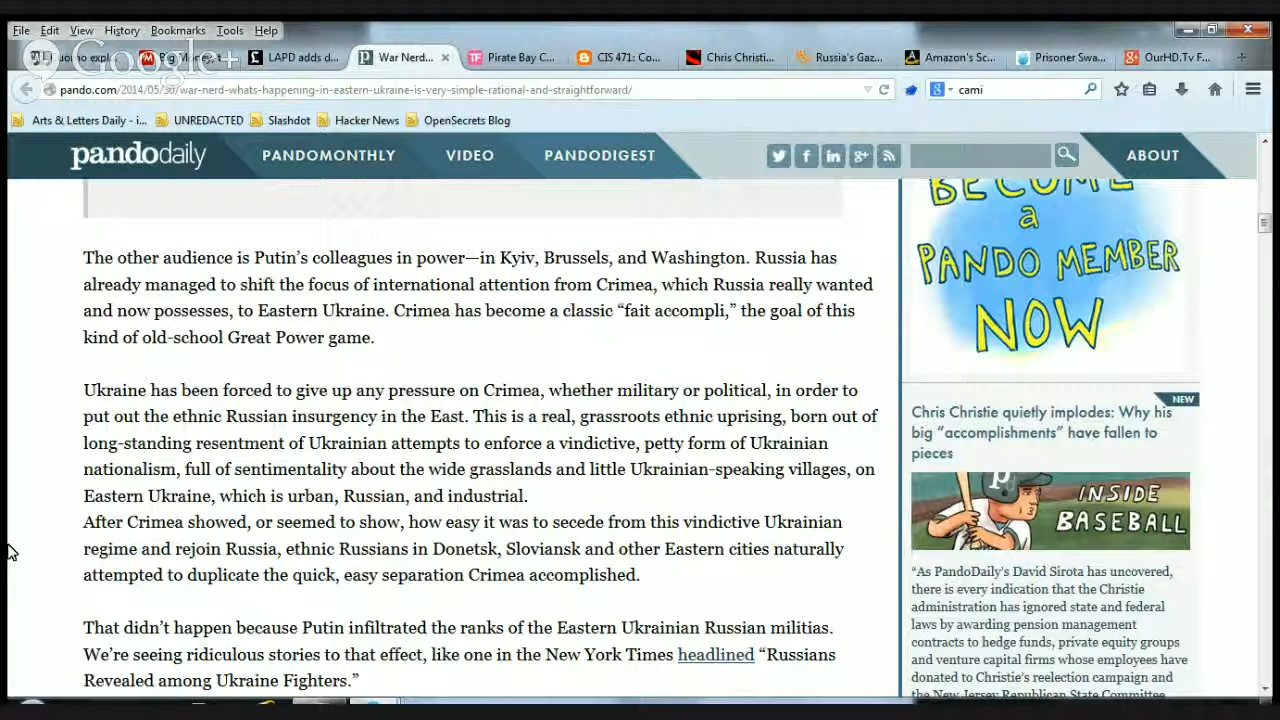 File Edit View History Bookmarks Tools Help
Google+
LAPD adds d...
War Nerd...
Pirate Bay C...
CIS 471: Co...
Chris Christi...
Russia's Gaz...
Amazon's Sc...
Prisoner Swa...
OurHD.Tv F...
pando.com/2014/05/30/war-nerd-whats-happening-in-eastern-ukraine-is-very-simple-rational-and-straightforward/
cami
Arts & Letters Daily - i... UNREDACTED Slashdot Hacker News OpenSecrets Blog
pandodaily PANDOMONTHLY VIDEO PANDODIGEST ABOUT
The other audience is Putin’s colleagues in power—in Kyiv, Brussels, and Washington. Russia has
already managed to shift the focus of international attention from Crimea, which Russia really wanted
and now possesses, to Eastern Ukraine. Crimea has become a classic “fait accompli,” the goal of this
kind of old-school Great Power game.
Ukraine has been forced to give up any pressure on Crimea, whether military or political, in order to
put out the ethnic Russian insurgency in the East. This is a real, grassroots ethnic uprising, born out of
long-standing resentment of Ukrainian attempts to enforce a vindictive, petty form of Ukrainian
nationalism, full of sentimentality about the wide grasslands and little Ukrainian-speaking villages, on
Eastern Ukraine, which is urban, Russian, and industrial.
After Crimea showed, or seemed to show, how easy it was to secede from this vindictive Ukrainian
regime and rejoin Russia, ethnic Russians in Donetsk, Sloviansk and other Eastern cities naturally
attempted to duplicate the quick, easy separation Crimea accomplished.
That didn’t happen because Putin infiltrated the ranks of the Eastern Ukrainian Russian militias.
We’re seeing ridiculous stories to that effect, like one in the New York Times headlined “Russians
Revealed among Ukraine Fighters.”
BECOME
a
PANDO MEMBER
NOW
NEW
Chris Christie quietly implodes: Why his
big “accomplishments” have fallen to
pieces
INSIDE
BASEBALL
“As PandoDaily’s David Sirota has uncovered,
there is every indication that the Christie
administration has ignored state and federal
laws by awarding pension management
contracts to hedge funds, private equity groups
and venture capital firms whose employees have
donated to Christie’s reelection campaign and
the New Jersey Republican State Committee